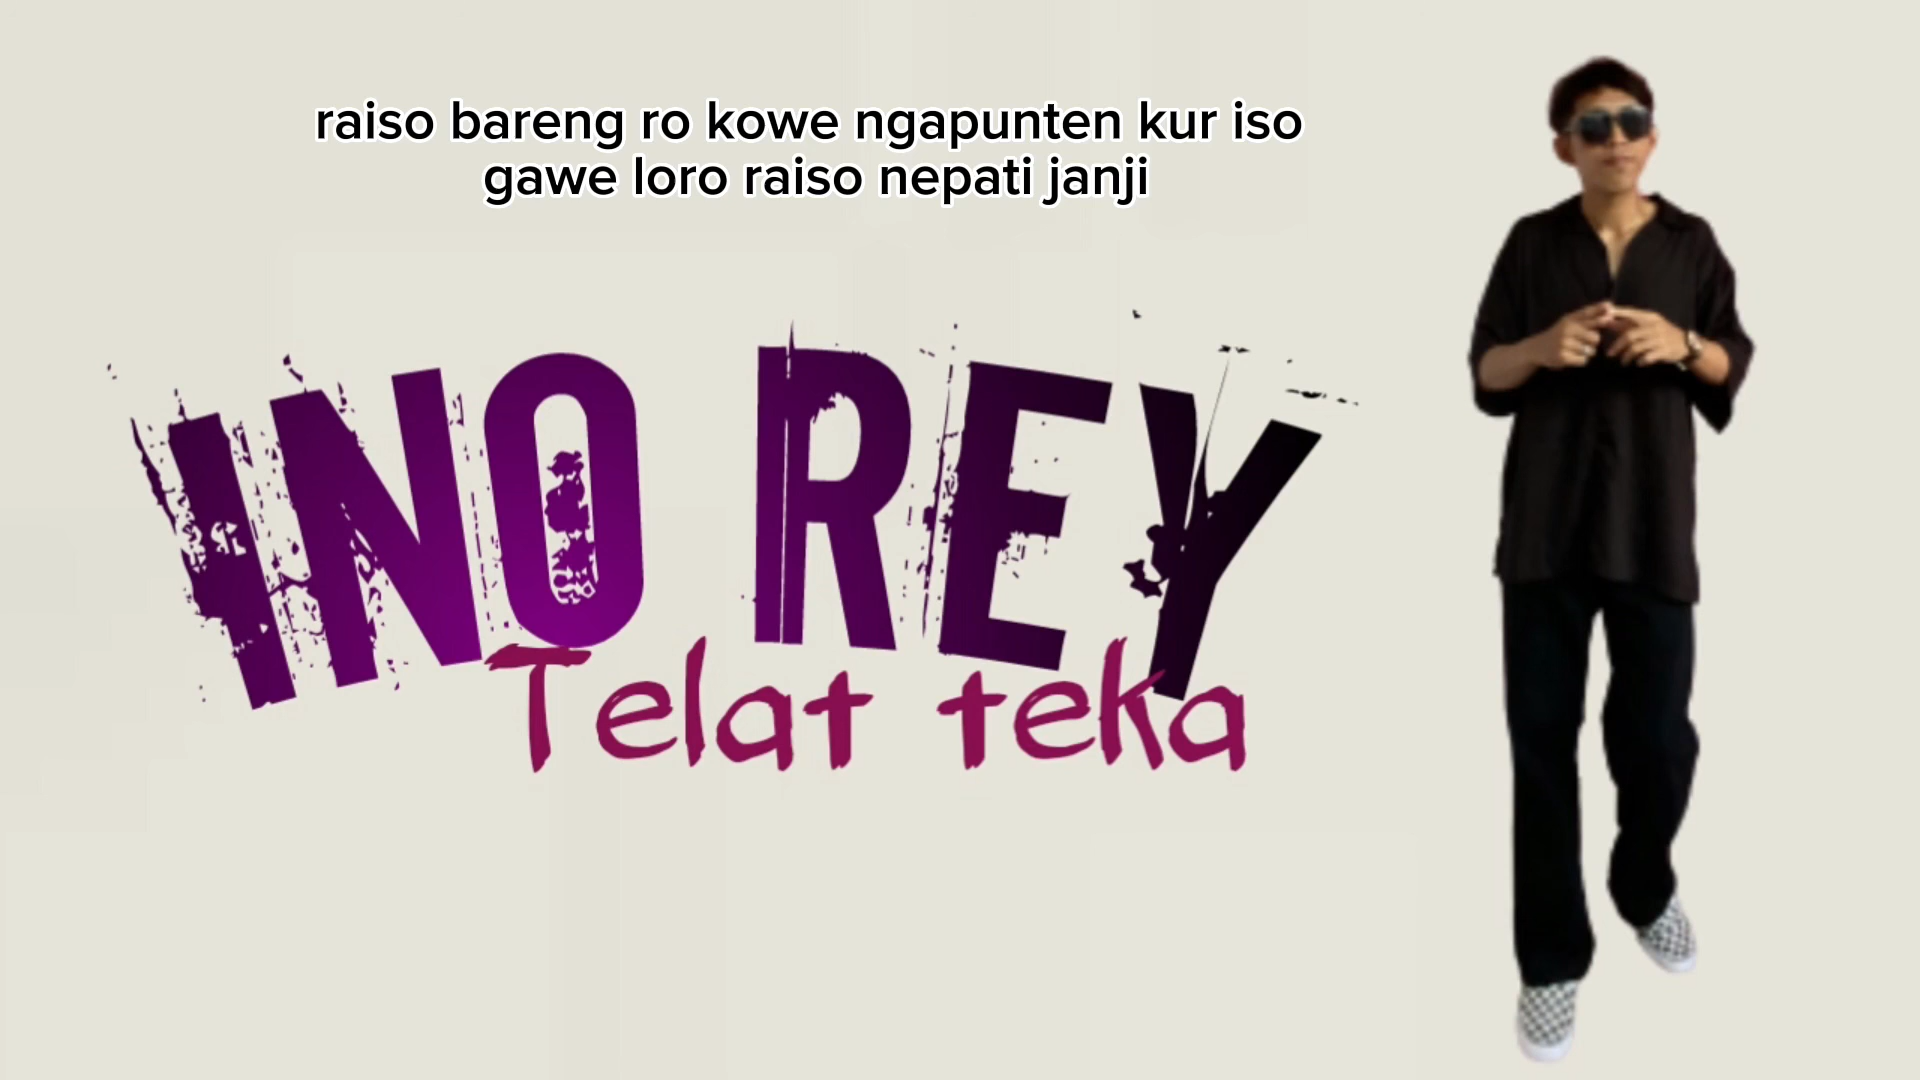 raiso bareng ro kowe ngapunten kur iso
gawe loro raiso nepati janji
INO REY
Telat teka